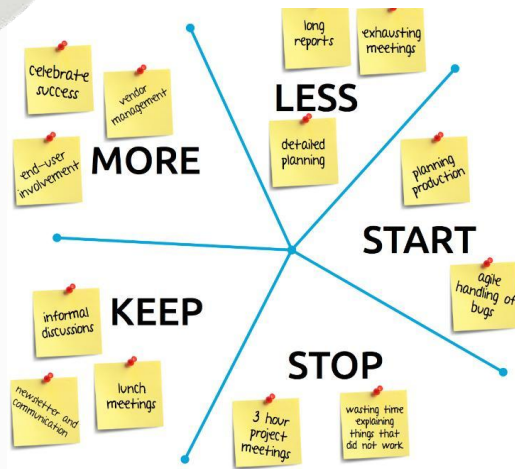 celebrate
success
vendor
management
end-user
involvement
MORE
long
reports
exhausting
meetings
LESS
detailed
planning
planning
production
START
agile
handling of
bugs
KEEP
informal
discussions
newsletter and
communication
lunch
meetings
STOP
3 hour
project
meetings
wasting time
explaining
things that
did not work